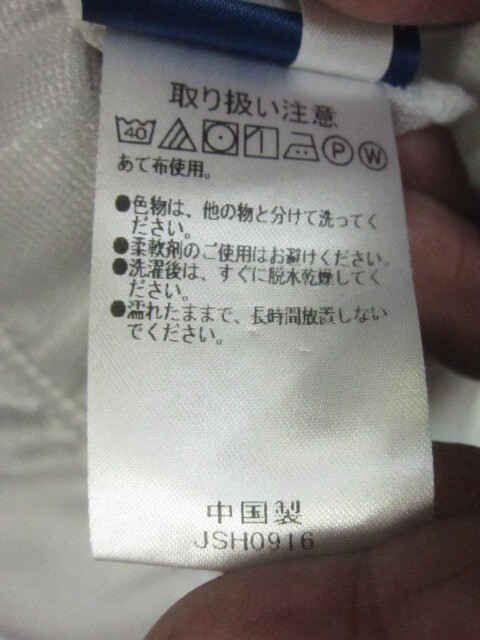 取り扱い注意
40 P W
あて布使用。
●色物は、他の物と分けて洗ってく
ださい。
●柔軟剤のご使用はお避けください。
●洗濯後は、すぐに脱水乾燥してく
ださい。
●濡れたままで、長時間放置しない
でください。
中国製
JSH0916